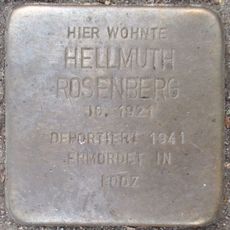 HIER WOHNTE
HELLMUTH
ROSENBERG
JG. 1921
DEPORTIERT 1941
ERMORDET IN
LODZ